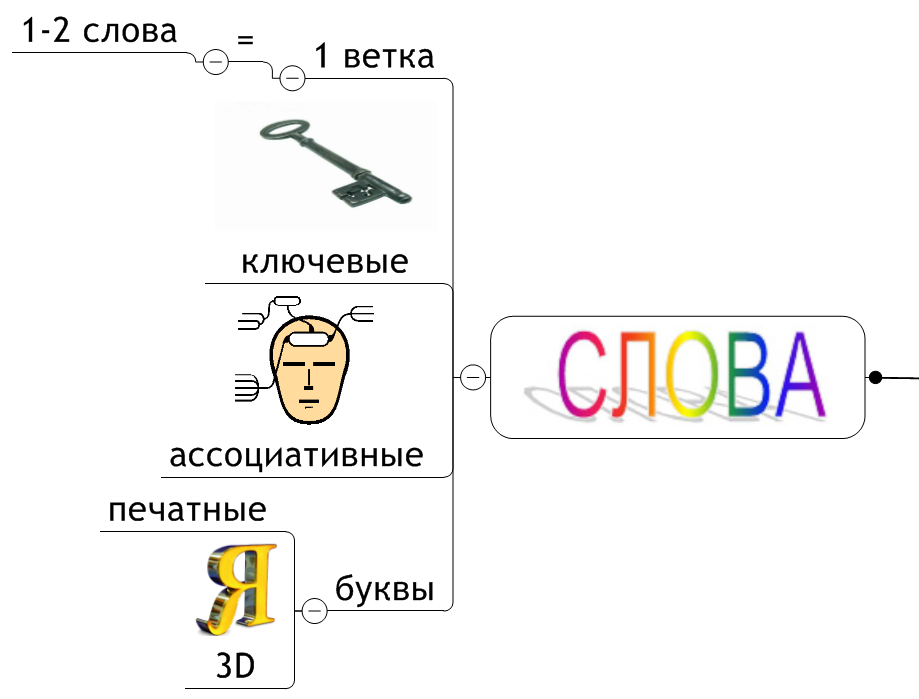 1-2 слова
=
1 ветка
ключевые
ассоциативные
СЛОВА
печатные
буквы
Я
3D